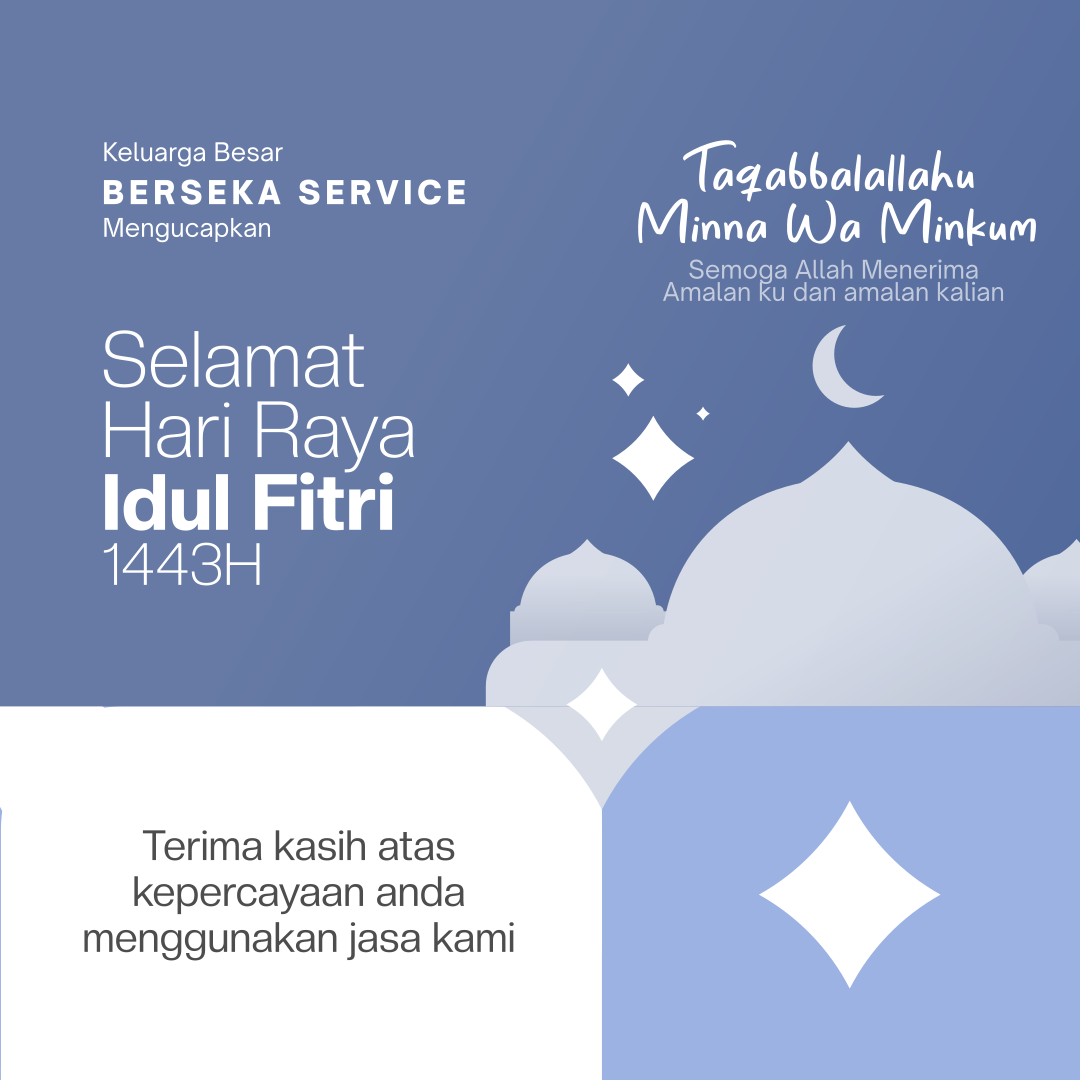 Keluarga Besar
BERSEKA SERVICE
Mengucapkan
Selamat
Hari Raya
Idul Fitri
1443H
Taqabbalallahu
Minna Wa Minkum
Semoga Allah Menerima
Amalan ku dan amalan kalian
Terima kasih atas
kepercayaan anda
menggunakan jasa kami